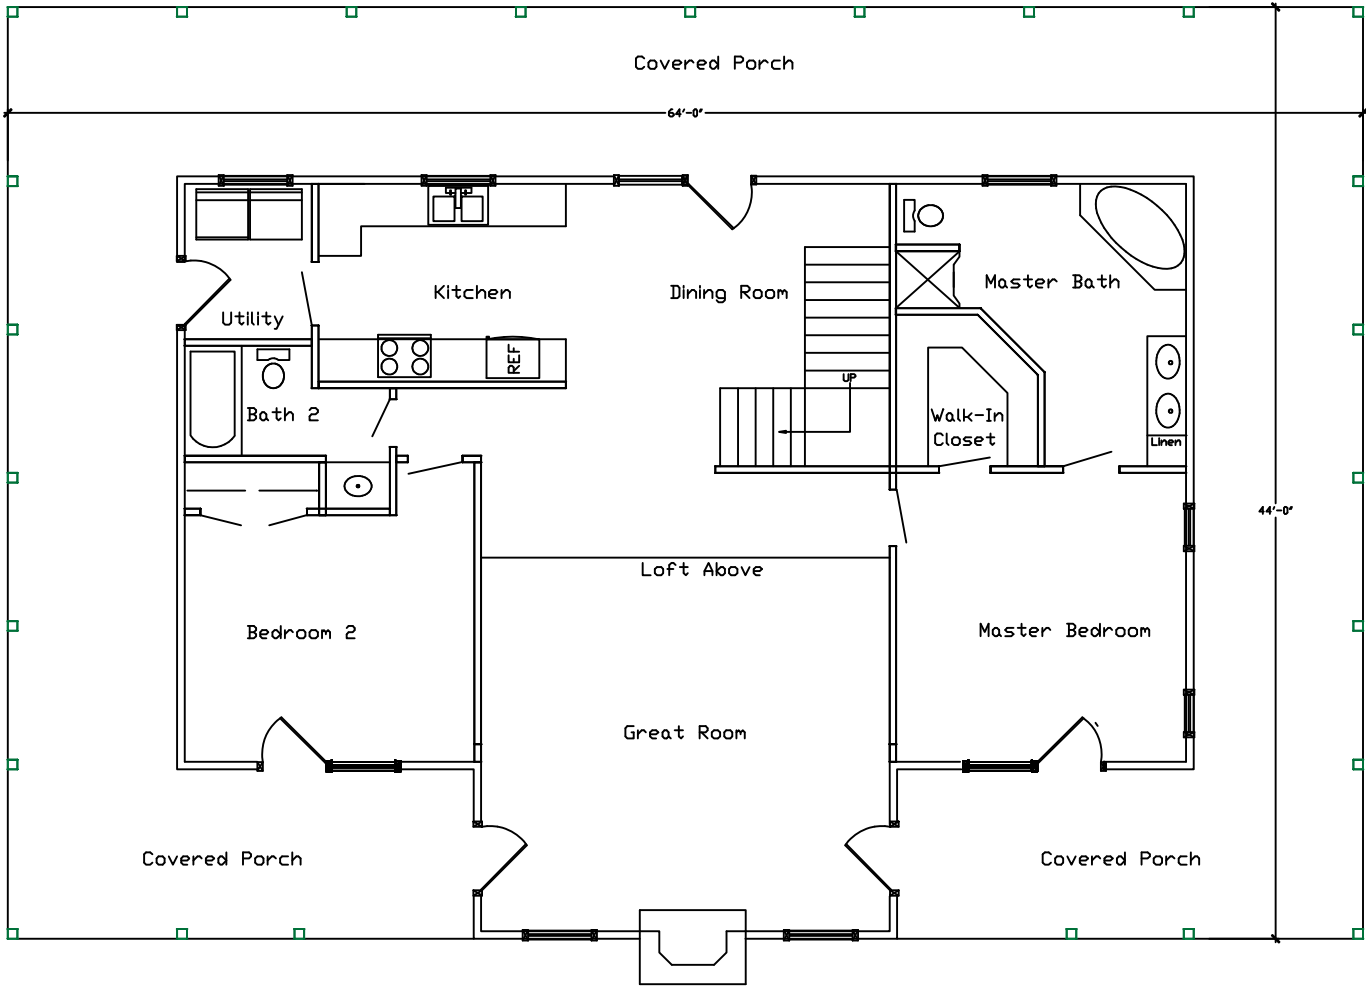 Covered Porch
64'-0"
Kitchen
Dining Room
Master Bath
Utility
REF
UP
Bath 2
Walk-In
Closet
Linen
44'-0"
Loft Above
Bedroom 2
Master Bedroom
Great Room
Covered Porch
Covered Porch